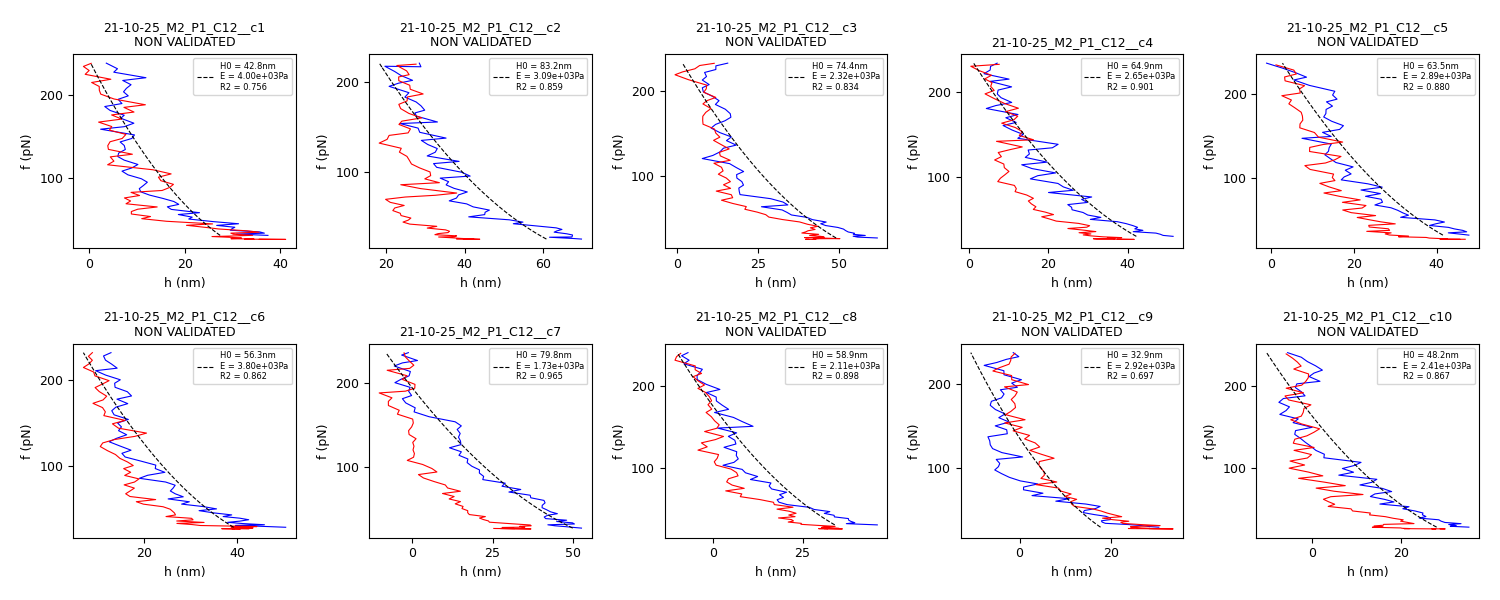 21-10-25_M2_P1_C12__c1
NON VALIDATED
H0 = 42.8nm
E = 4.00e+03Pa
R2 = 0.756
200
100
f (pN)
0 20 40
h (nm)
21-10-25_M2_P1_C12__c2
NON VALIDATED
H0 = 83.2nm
E = 3.09e+03Pa
R2 = 0.859
200
100
f (pN)
20 40 60
h (nm)
21-10-25_M2_P1_C12__c3
NON VALIDATED
H0 = 74.4nm
E = 2.32e+03Pa
R2 = 0.834
200
100
f (pN)
0 25 50
h (nm)
21-10-25_M2_P1_C12__c4
H0 = 64.9nm
E = 2.65e+03Pa
R2 = 0.901
200
100
f (pN)
0 20 40
h (nm)
21-10-25_M2_P1_C12__c5
NON VALIDATED
H0 = 63.5nm
E = 2.89e+03Pa
R2 = 0.880
200
100
f (pN)
0 20 40
h (nm)
21-10-25_M2_P1_C12__c6
NON VALIDATED
H0 = 56.3nm
E = 3.80e+03Pa
R2 = 0.862
200
100
f (pN)
20 40
h (nm)
21-10-25_M2_P1_C12__c7
H0 = 79.8nm
E = 1.73e+03Pa
R2 = 0.965
200
100
f (pN)
0 25 50
h (nm)
21-10-25_M2_P1_C12__c8
NON VALIDATED
H0 = 58.9nm
E = 2.11e+03Pa
R2 = 0.898
200
100
f (pN)
0 25
h (nm)
21-10-25_M2_P1_C12__c9
NON VALIDATED
H0 = 32.9nm
E = 2.92e+03Pa
R2 = 0.697
200
100
f (pN)
0 20
h (nm)
21-10-25_M2_P1_C12__c10
NON VALIDATED
H0 = 48.2nm
E = 2.41e+03Pa
R2 = 0.867
200
100
f (pN)
0 20
h (nm)